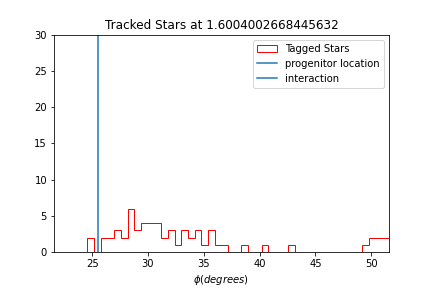 Tracked Stars at 1.6004002668445632
30
25
20
15
10
5
0
Tagged Stars
progenitor location
interaction
25 30 35 40 45 50
ϕ(degrees)